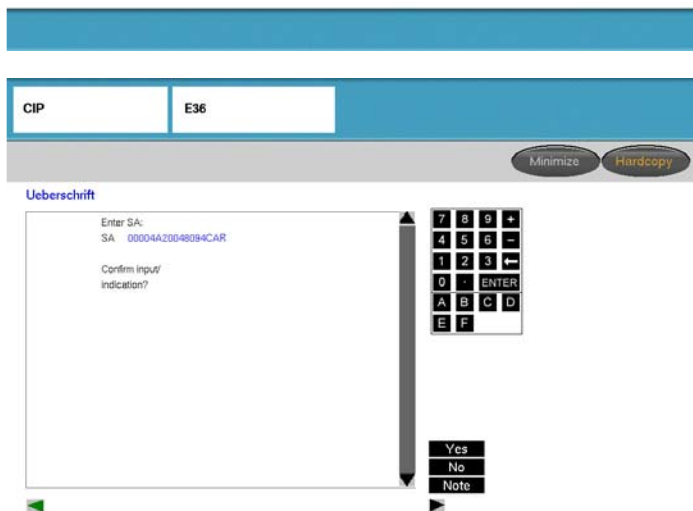 CIP E36
Minimize Hardcopy
Ueberschrift
Enter SA:
SA 00004A20048094CAR
Confirm input/
indication?
7 8 9 +
4 5 6 -
1 2 3 ←
0 . ENTER
A B C D
E F
Yes
No
Note